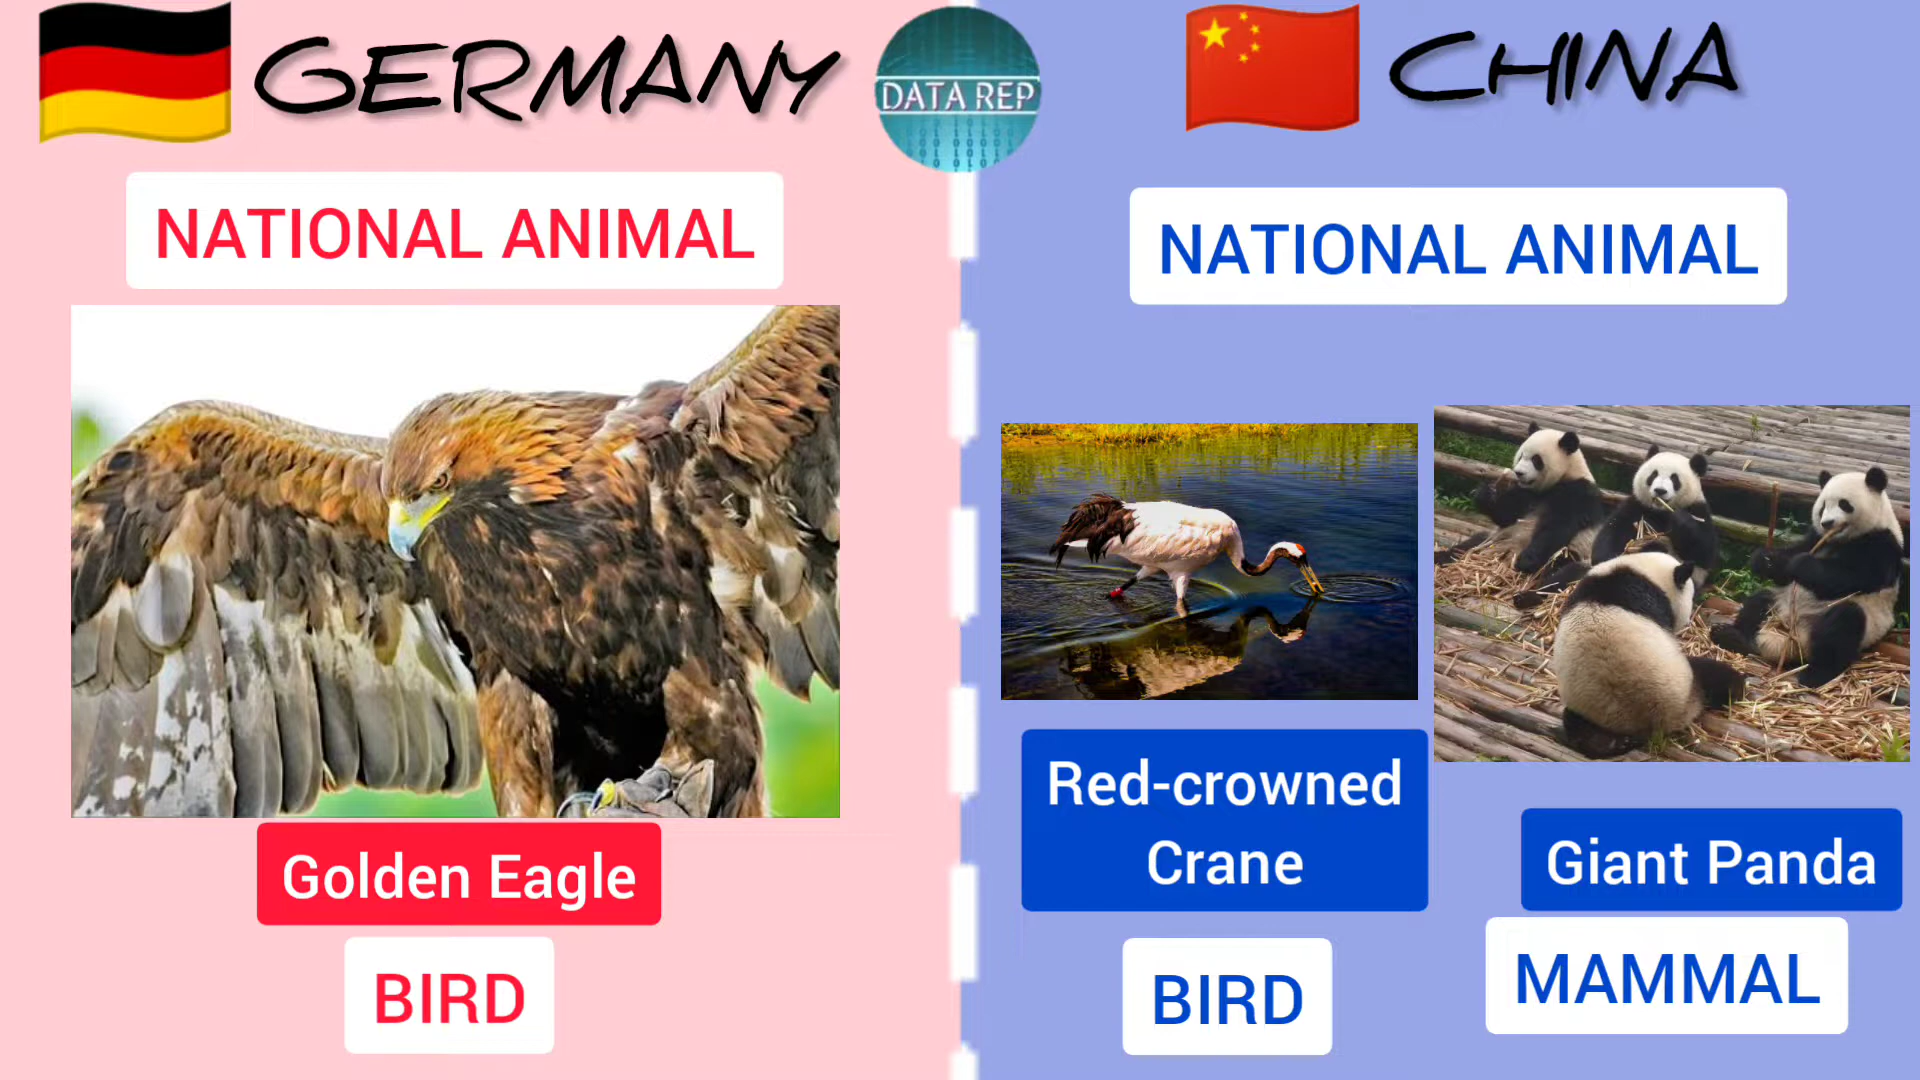 GERMANY
DATA REP
CHINA
NATIONAL ANIMAL
NATIONAL ANIMAL
Golden Eagle
BIRD
Red-crowned
Crane
BIRD
Giant Panda
MAMMAL